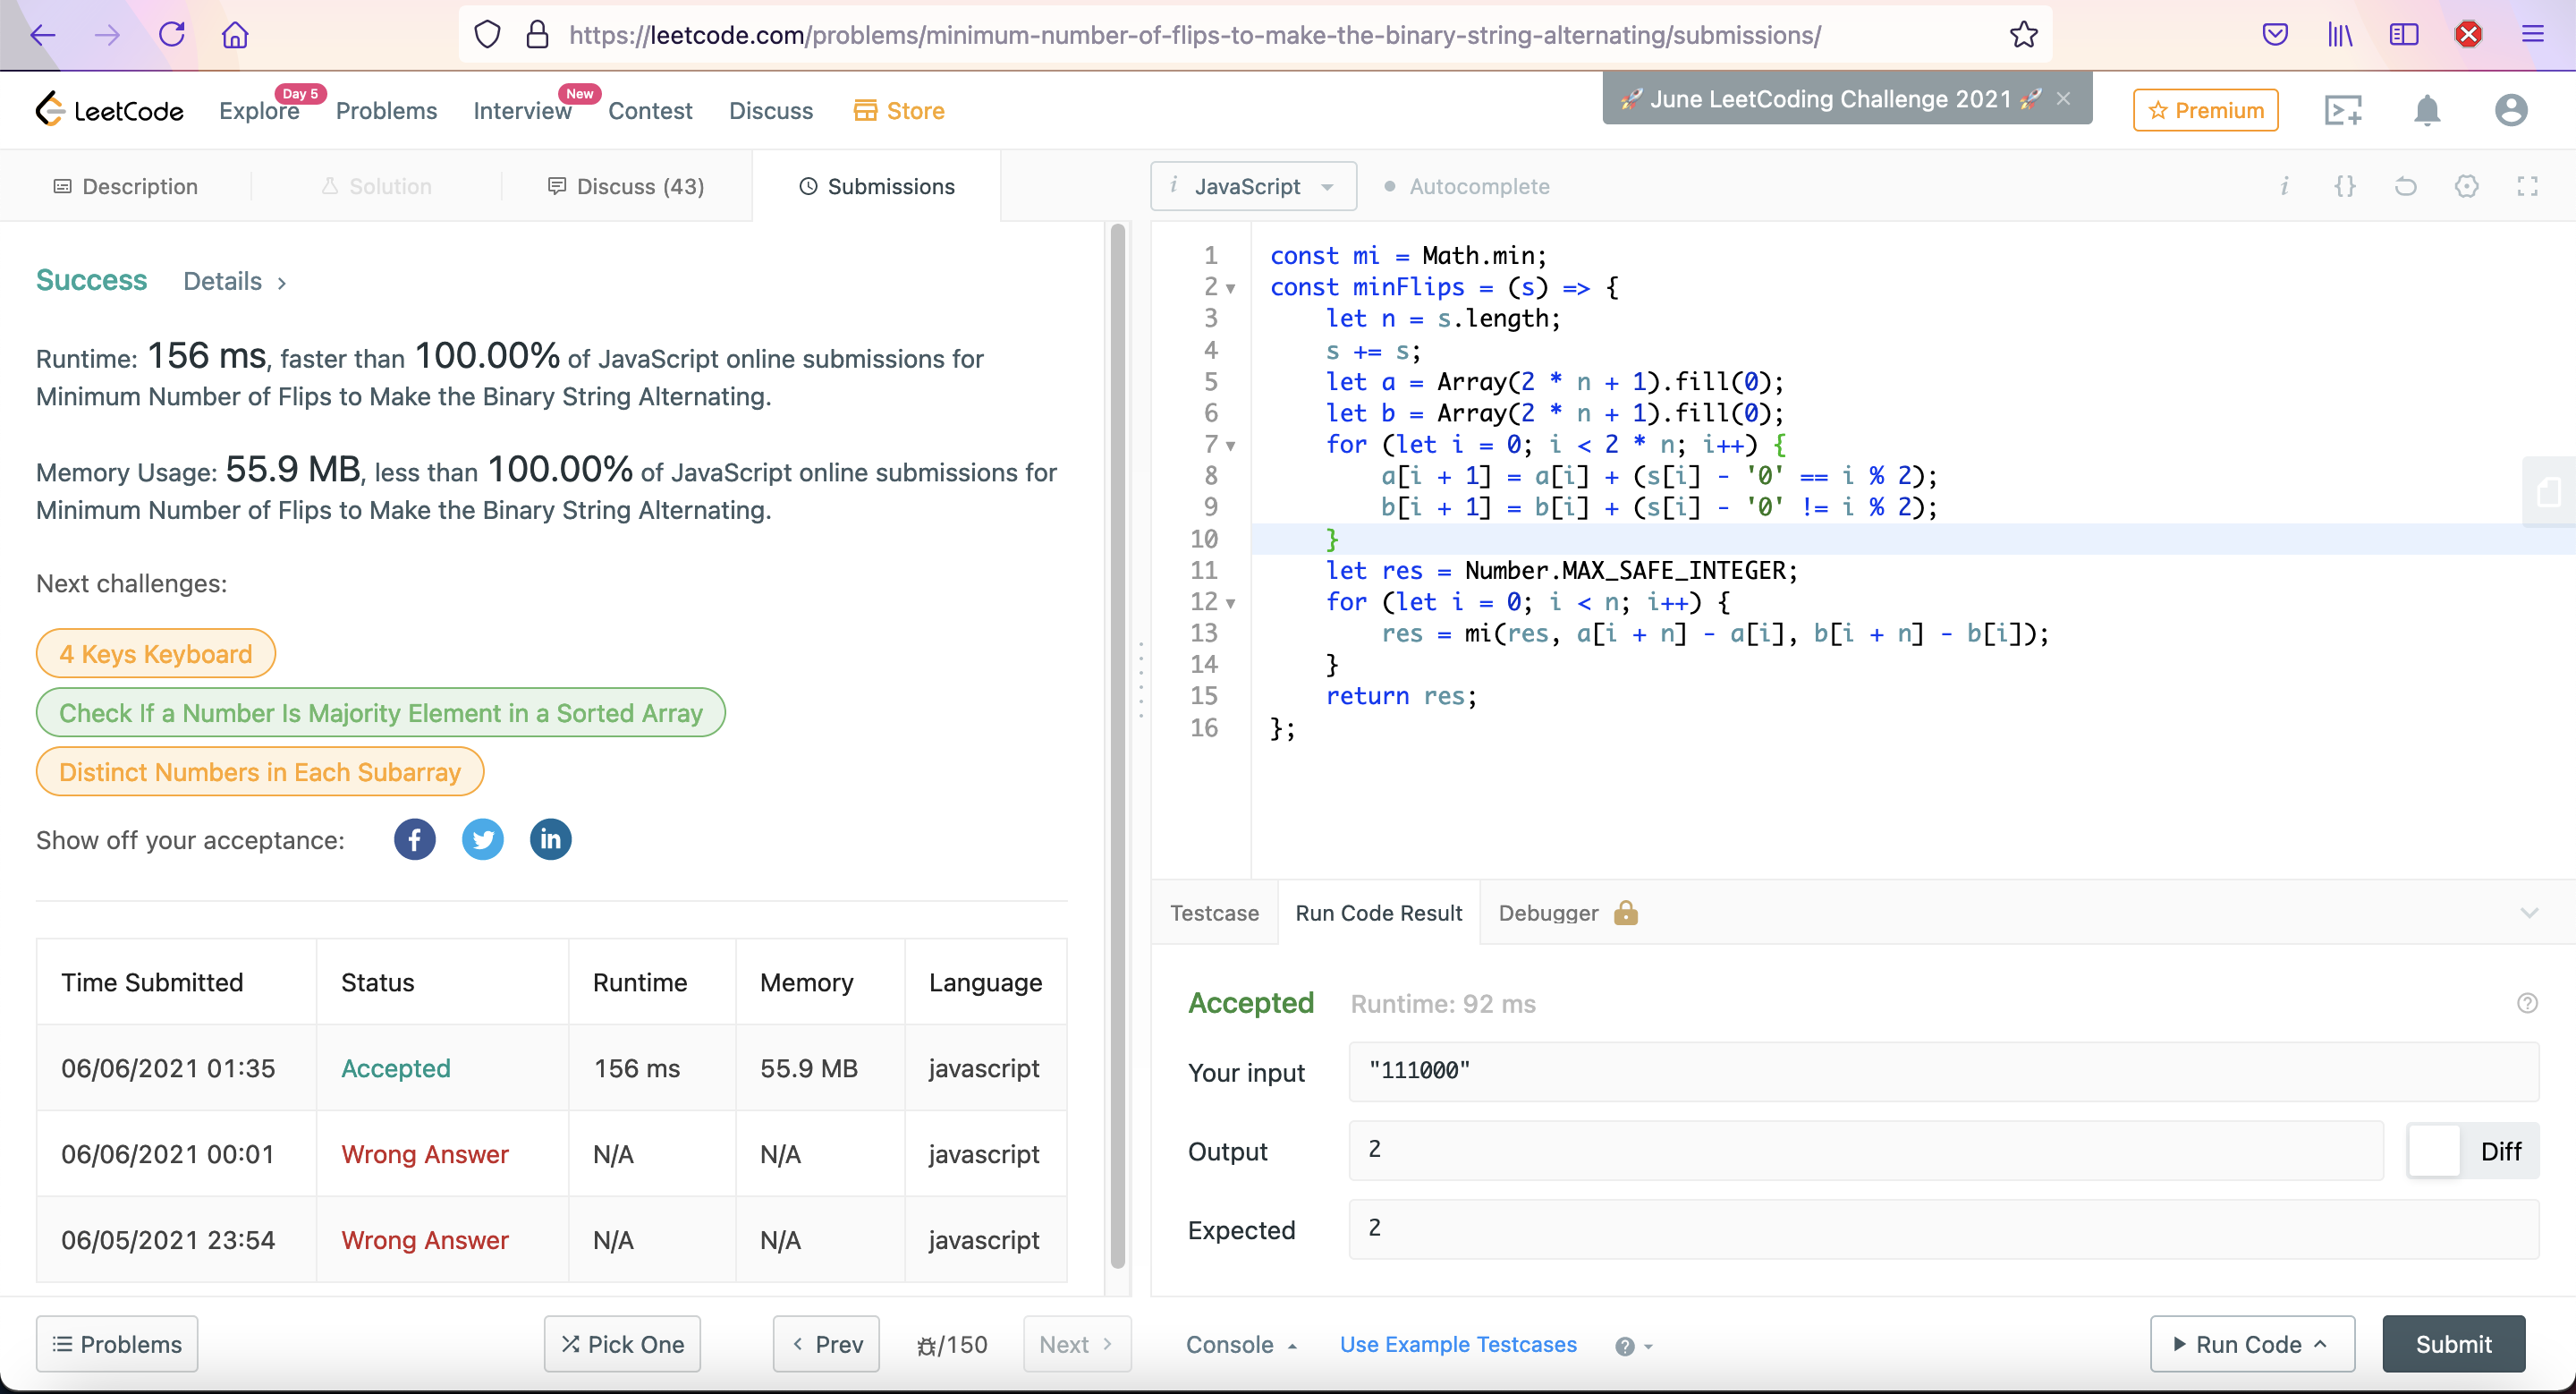 https://leetcode.com/problems/minimum-number-of-flips-to-make-the-binary-string-alternating/submissions/
LeetCode Explore Day 5 Problems Interview New Contest Discuss Store 🚀 June LeetCoding Challenge 2021 🚀 × Premium
Description Solution Discuss (43) Submissions
i JavaScript Autocomplete i {}
Success Details >
Runtime: 156 ms, faster than 100.00% of JavaScript online submissions for
Minimum Number of Flips to Make the Binary String Alternating.
Memory Usage: 55.9 MB, less than 100.00% of JavaScript online submissions for
Minimum Number of Flips to Make the Binary String Alternating.
Next challenges:
4 Keys Keyboard
Check If a Number Is Majority Element in a Sorted Array
Distinct Numbers in Each Subarray
Show off your acceptance: f in
Time Submitted Status Runtime Memory Language
06/06/2021 01:35 Accepted 156 ms 55.9 MB javascript
06/06/2021 00:01 Wrong Answer N/A N/A javascript
06/05/2021 23:54 Wrong Answer N/A N/A javascript
1 const mi = Math.min;
2 const minFlips = (s) => {
3 let n = s.length;
4 s += s;
5 let a = Array(2 * n + 1).fill(0);
6 let b = Array(2 * n + 1).fill(0);
7 for (let i = 0; i < 2 * n; i++) {
8 a[i + 1] = a[i] + (s[i] - '0' == i % 2);
9 b[i + 1] = b[i] + (s[i] - '0' != i % 2);
10 }
11 let res = Number.MAX_SAFE_INTEGER;
12 for (let i = 0; i < n; i++) {
13 res = mi(res, a[i + n] - a[i], b[i + n] - b[i]);
14 }
15 return res;
16 };
Testcase Run Code Result Debugger
Accepted Runtime: 92 ms
Your input "111000"
Output 2 Diff
Expected 2
Problems Pick One < Prev /150 Next > Console Use Example Testcases Run Code Submit